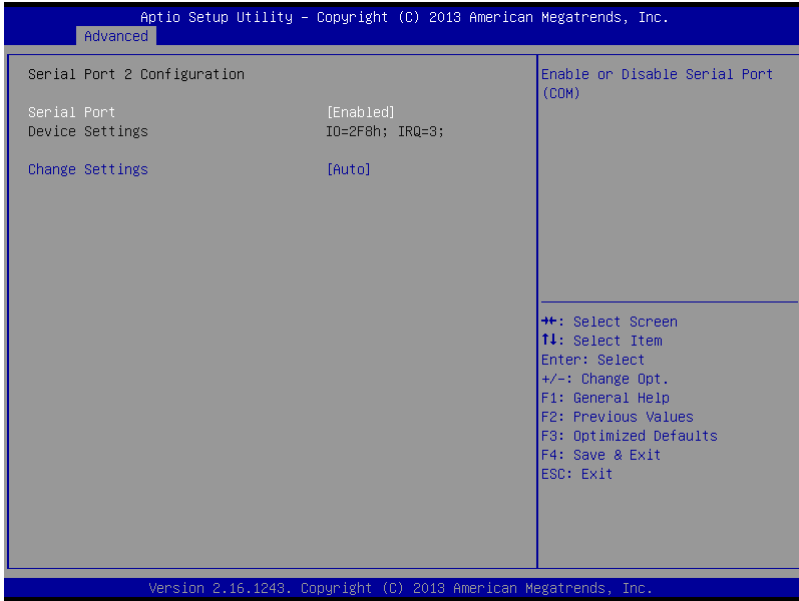 Aptio Setup Utility – Copyright (C) 2013 American Megatrends, Inc.
Advanced
Serial Port 2 Configuration
Serial Port [Enabled]
Device Settings IO=2F8h; IRQ=3;
Change Settings [Auto]
Enable or Disable Serial Port
(COM)
→←: Select Screen
↑↓: Select Item
Enter: Select
+/-: Change Opt.
F1: General Help
F2: Previous Values
F3: Optimized Defaults
F4: Save & Exit
ESC: Exit
Version 2.16.1243. Copyright (C) 2013 American Megatrends, Inc.